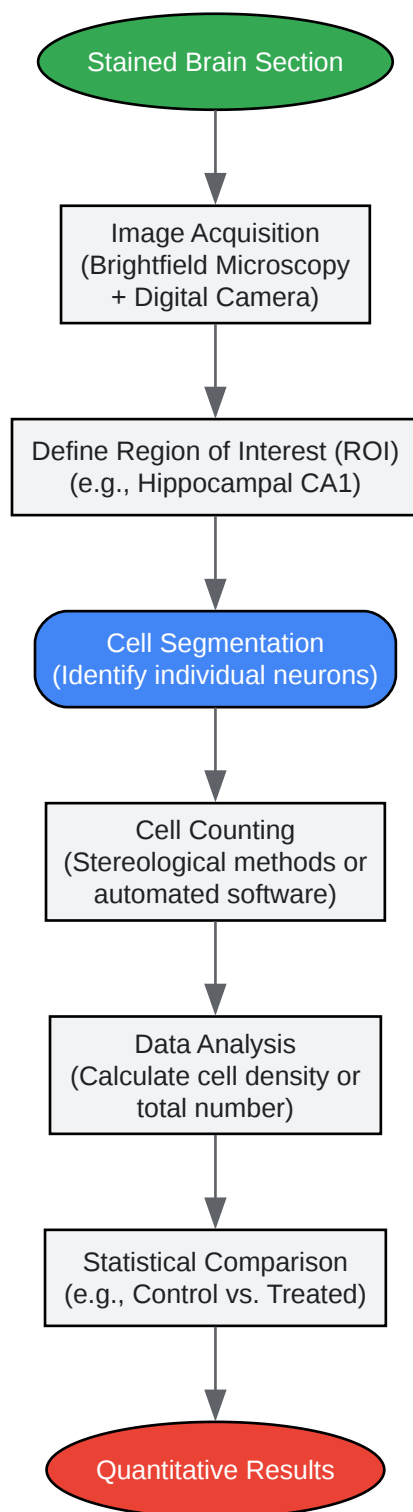 Stained Brain Section
Image Acquisition
(Brightfield Microscopy
+ Digital Camera)
Define Region of Interest (ROI)
(e.g., Hippocampal CA1)
Cell Segmentation
(Identify individual neurons)
Cell Counting
(Stereological methods or
automated software)
Data Analysis
(Calculate cell density or
total number)
Statistical Comparison
(e.g., Control vs. Treated)
Quantitative Results